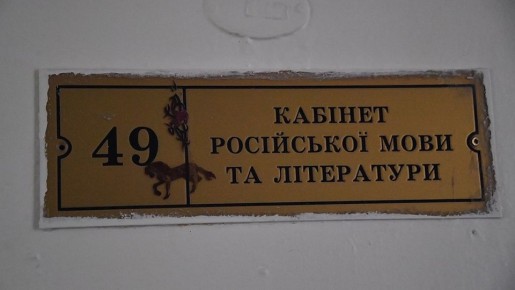 49
КАБІНЕТ
РОСІЙСЬКОЇ МОВИ
ТА ЛІТЕРАТУРИ